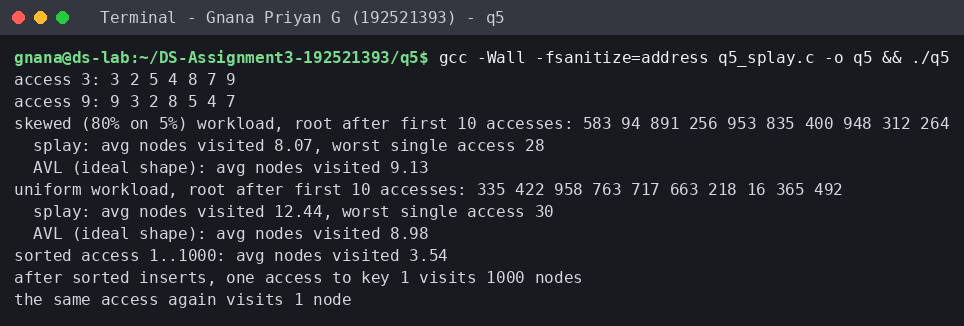 Terminal - Gnana Priyan G (192521393) - q5
gnana@ds-lab:~/DS-Assignment3-192521393/q5$ gcc -Wall -fsanitize=address q5_splay.c -o q5 && ./q5
access 3: 3 2 5 4 8 7 9
access 9: 9 3 2 8 5 4 7
skewed (80% on 5%) workload, root after first 10 accesses: 583 94 891 256 953 835 400 948 312 264
  splay: avg nodes visited 8.07, worst single access 28
  AVL (ideal shape): avg nodes visited 9.13
uniform workload, root after first 10 accesses: 335 422 958 763 717 663 218 16 365 492
  splay: avg nodes visited 12.44, worst single access 30
  AVL (ideal shape): avg nodes visited 8.98
sorted access 1..1000: avg nodes visited 3.54
after sorted inserts, one access to key 1 visits 1000 nodes
the same access again visits 1 node